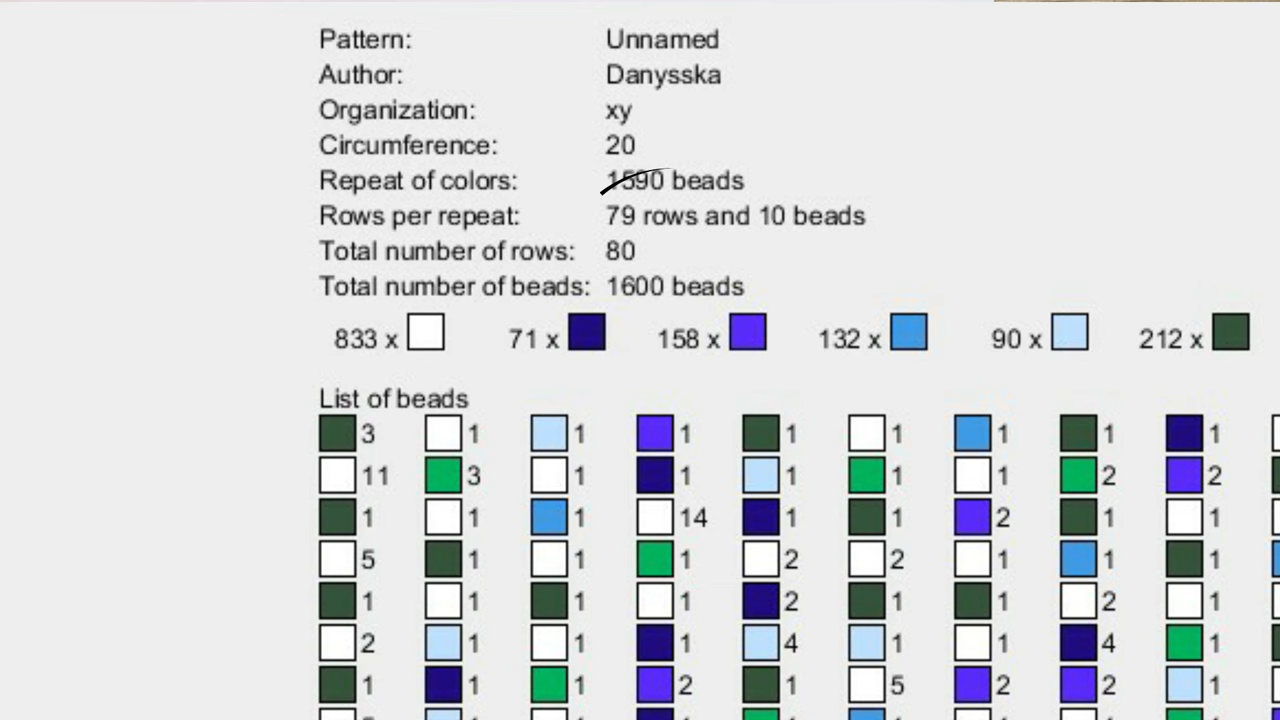 Pattern: Unnamed
Author: Danysska
Organization: xy
Circumference: 20
Repeat of colors: 1590 beads
Rows per repeat: 79 rows and 10 beads
Total number of rows: 80
Total number of beads: 1600 beads
833 x 71 x 158 x 132 x 90 x 212 x
List of beads
3 1 1 1 1 1 1 1 1
11 3 1 1 1 1 1 2 2
1 1 1 14 1 1 2 1 1
5 1 1 1 2 2 1 1 1
1 1 1 1 2 1 1 2 1
2 1 1 1 4 1 1 4 1
1 1 1 2 1 5 2 2 1